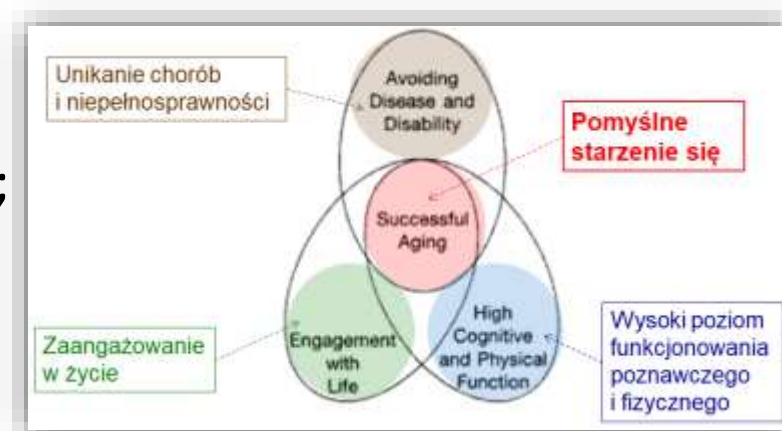 Unikanie chorób
i niepełnosprawności
Avoiding
Disease and
Disability
Pomyślne
starzenie się
Successful
Aging
Zaangażowanie
w życie
Engagement
with
Life
High
Cognitive
and Physical
Function
Wysoki poziom
funkcjonowania
poznawczego
i fizycznego
;